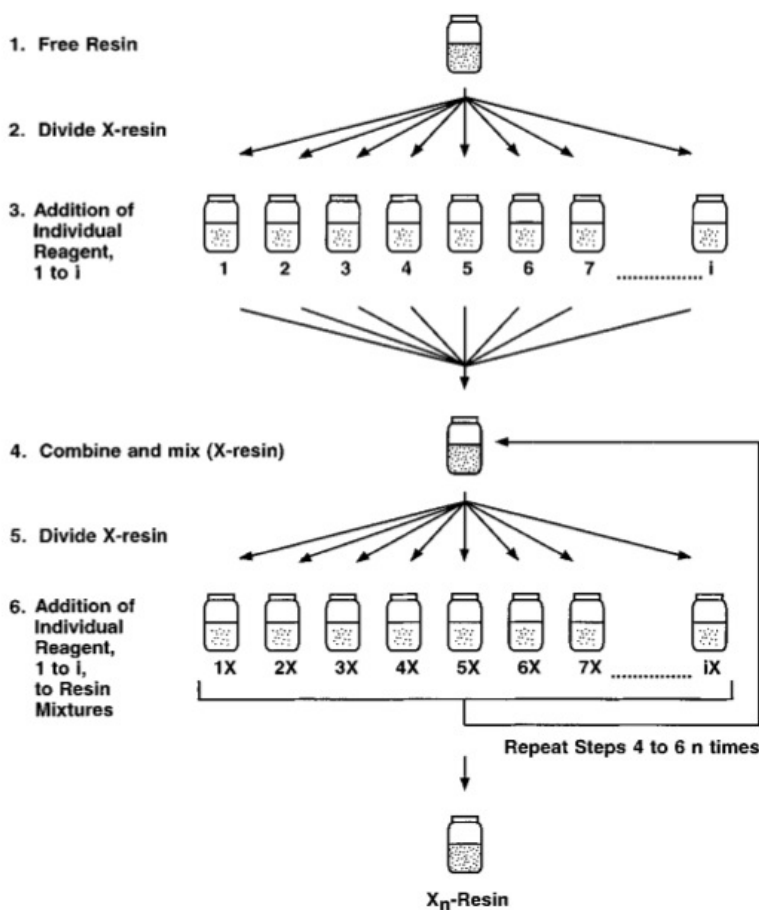 1. Free Resin
2. Divide X-resin
3. Addition of
Individual
Reagent,
1 to i
1 2 3 4 5 6 7 ................ i
4. Combine and mix (X-resin)
5. Divide X-resin
6. Addition of
Individual
Reagent,
1 to i,
to Resin
Mixtures
1X 2X 3X 4X 5X 6X 7X ................ iX
Repeat Steps 4 to 6 n times
Xn-Resin